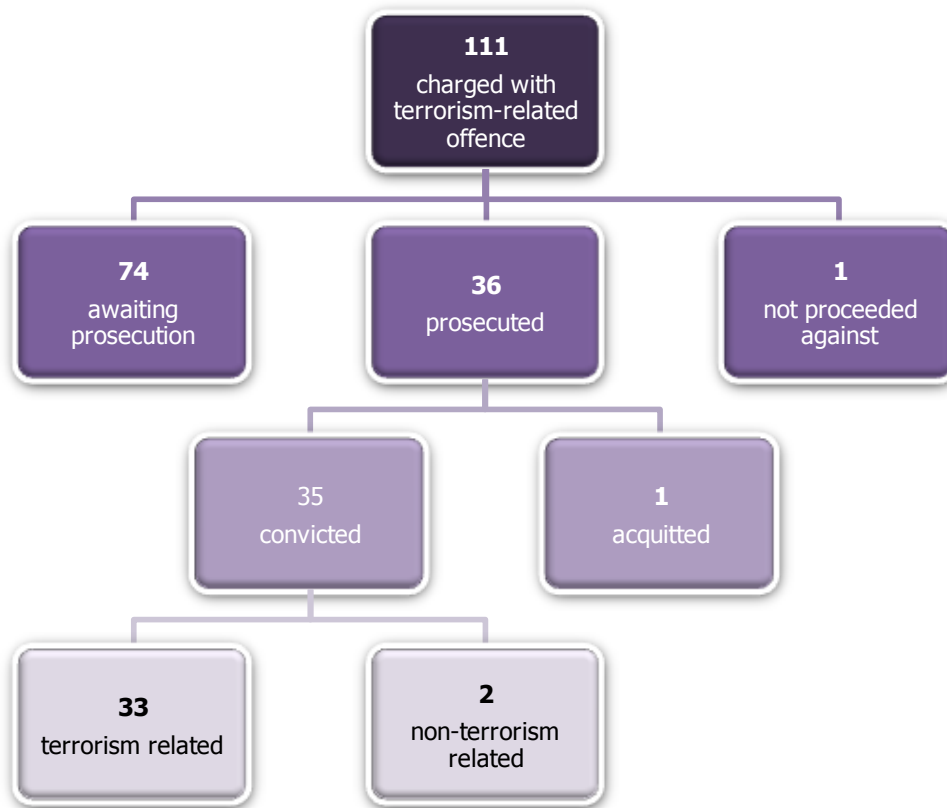 111
charged with
terrorism-related
offence
74
awaiting
prosecution
36
prosecuted
1
not proceeded
against
35
convicted
1
acquitted
33
terrorism related
2
non-terrorism
related